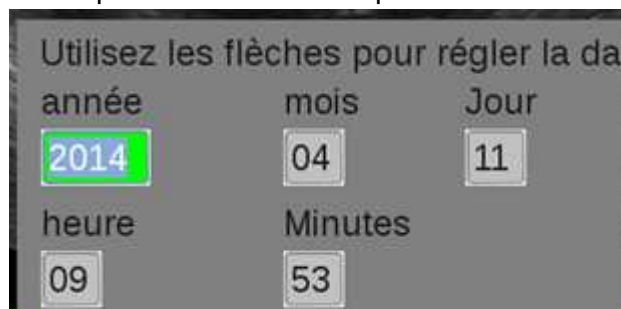 Utilisez les flèches pour régler la da
année mois Jour
2014 04 11
heure Minutes
09 53